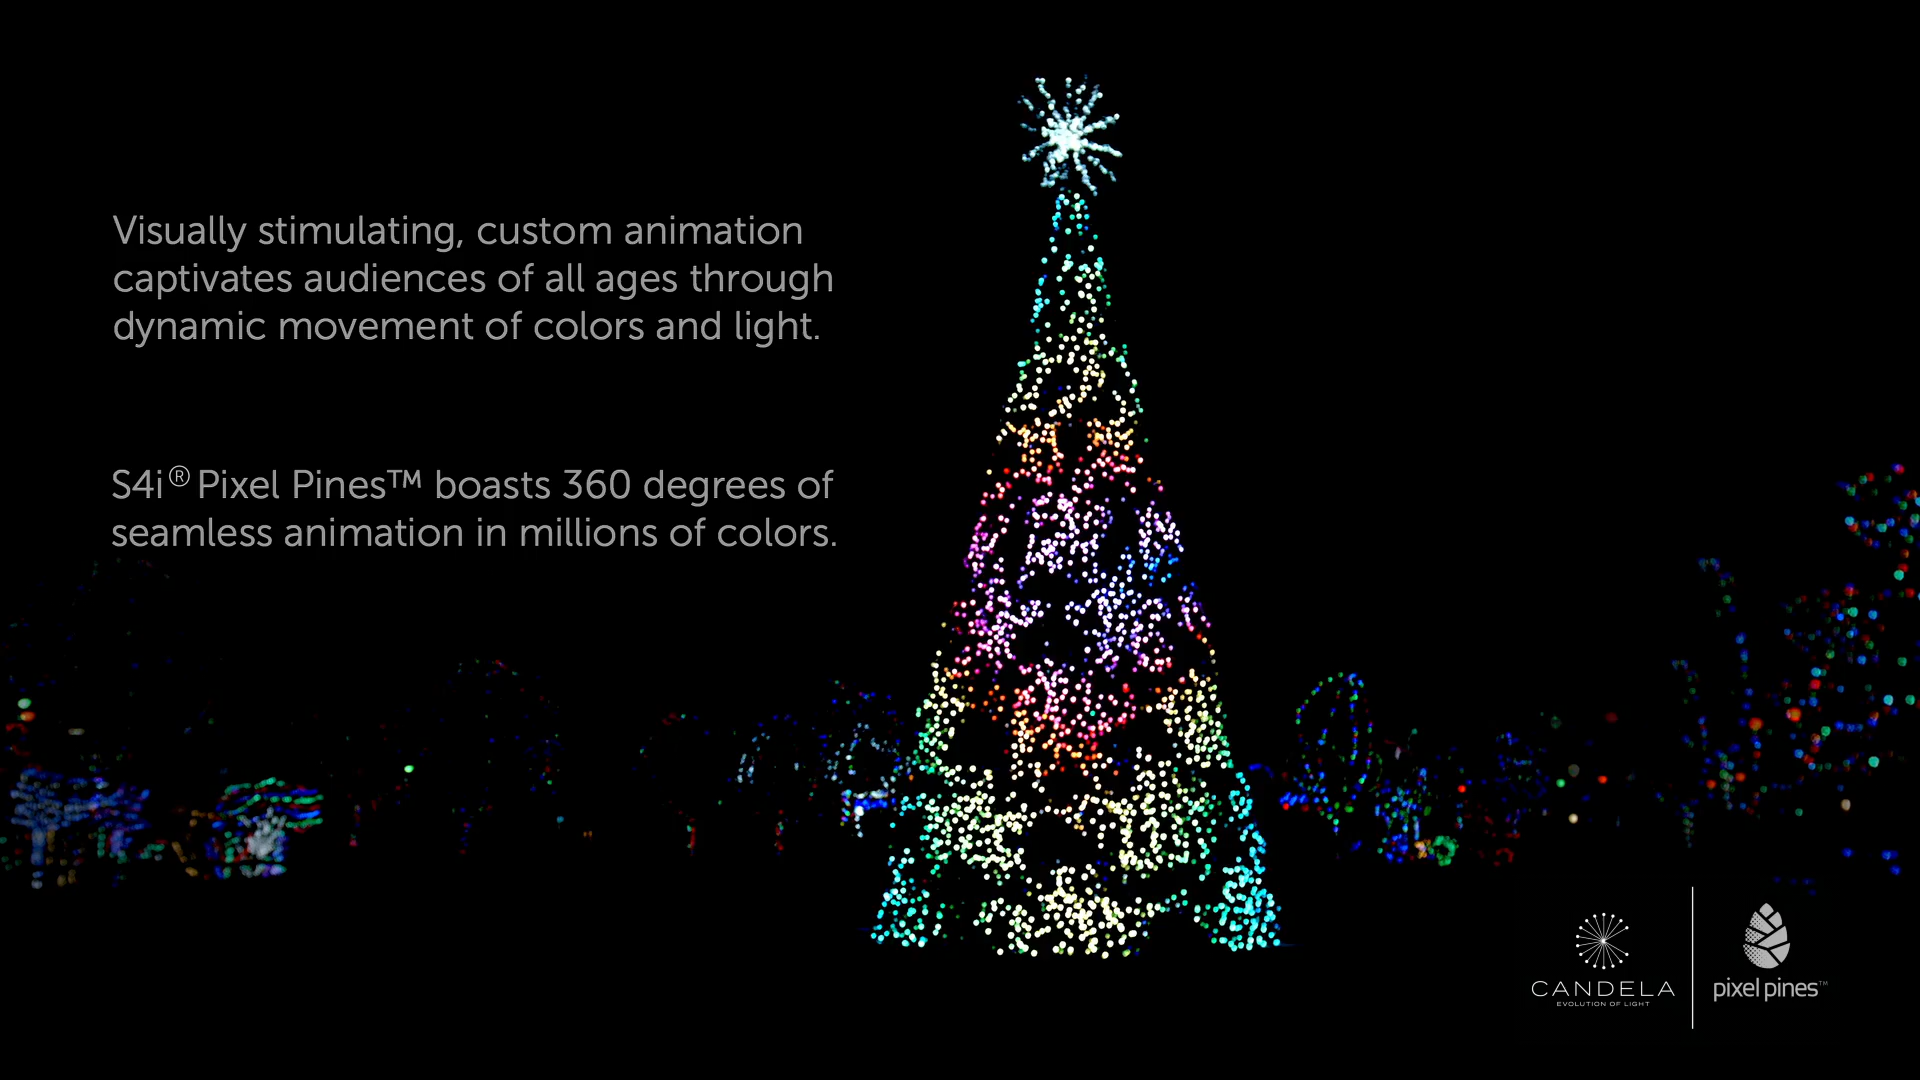 Visually stimulating, custom animation
captivates audiences of all ages through
dynamic movement of colors and light.
S4i® Pixel Pines™ boasts 360 degrees of
seamless animation in millions of colors.
CANDELA
EVOLUTION OF LIGHT
pixel pines™